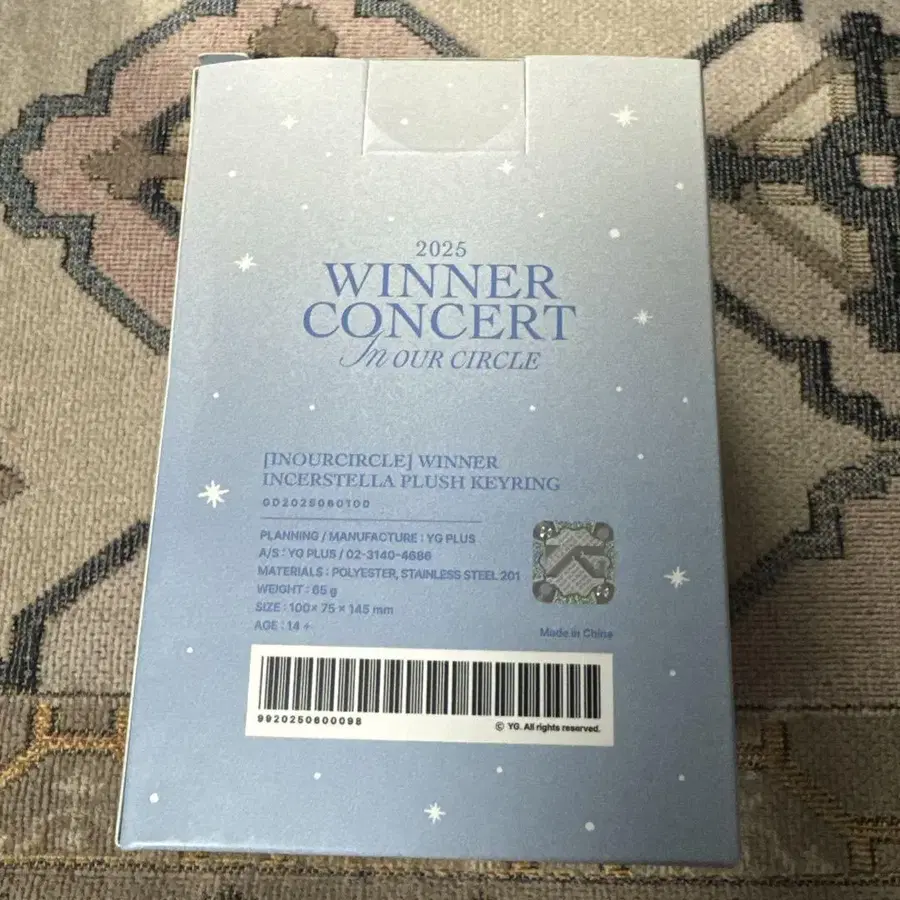 2025
WINNER
CONCERT
In OUR CIRCLE
[INOURCIRCLE] WINNER
INCERSTELLA PLUSH KEYRING
GD2025060100
PLANNING / MANUFACTURE : YG PLUS
A/S : YG PLUS / 02-3140-4686
MATERIALS : POLYESTER, STAINLESS STEEL 201
WEIGHT : 65 g
SIZE : 100× 75 × 145 mm
AGE : 14 +
Made in China
9920250600098
© YG. All rights reserved.